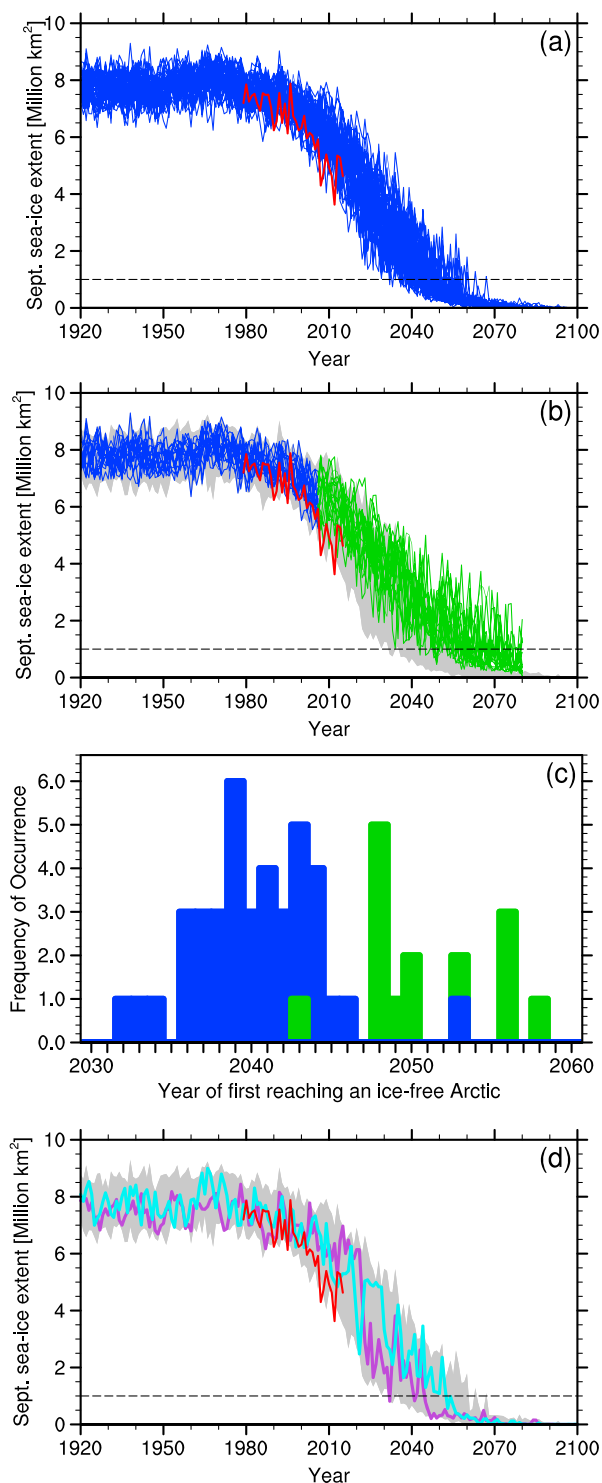 (a)
Sept. sea-ice extent [Million km²]
10
8
6
4
2
0
1920 1950 1980 2010 2040 2070 2100
Year
(b)
Sept. sea-ice extent [Million km²]
10
8
6
4
2
0
1920 1950 1980 2010 2040 2070 2100
Year
(c)
Frequency of Occurrence
6.0
5.0
4.0
3.0
2.0
1.0
0.0
2030 2040 2050 2060
Year of first reaching an ice-free Arctic
(d)
Sept. sea-ice extent [Million km²]
10
8
6
4
2
0
1920 1950 1980 2010 2040 2070 2100
Year